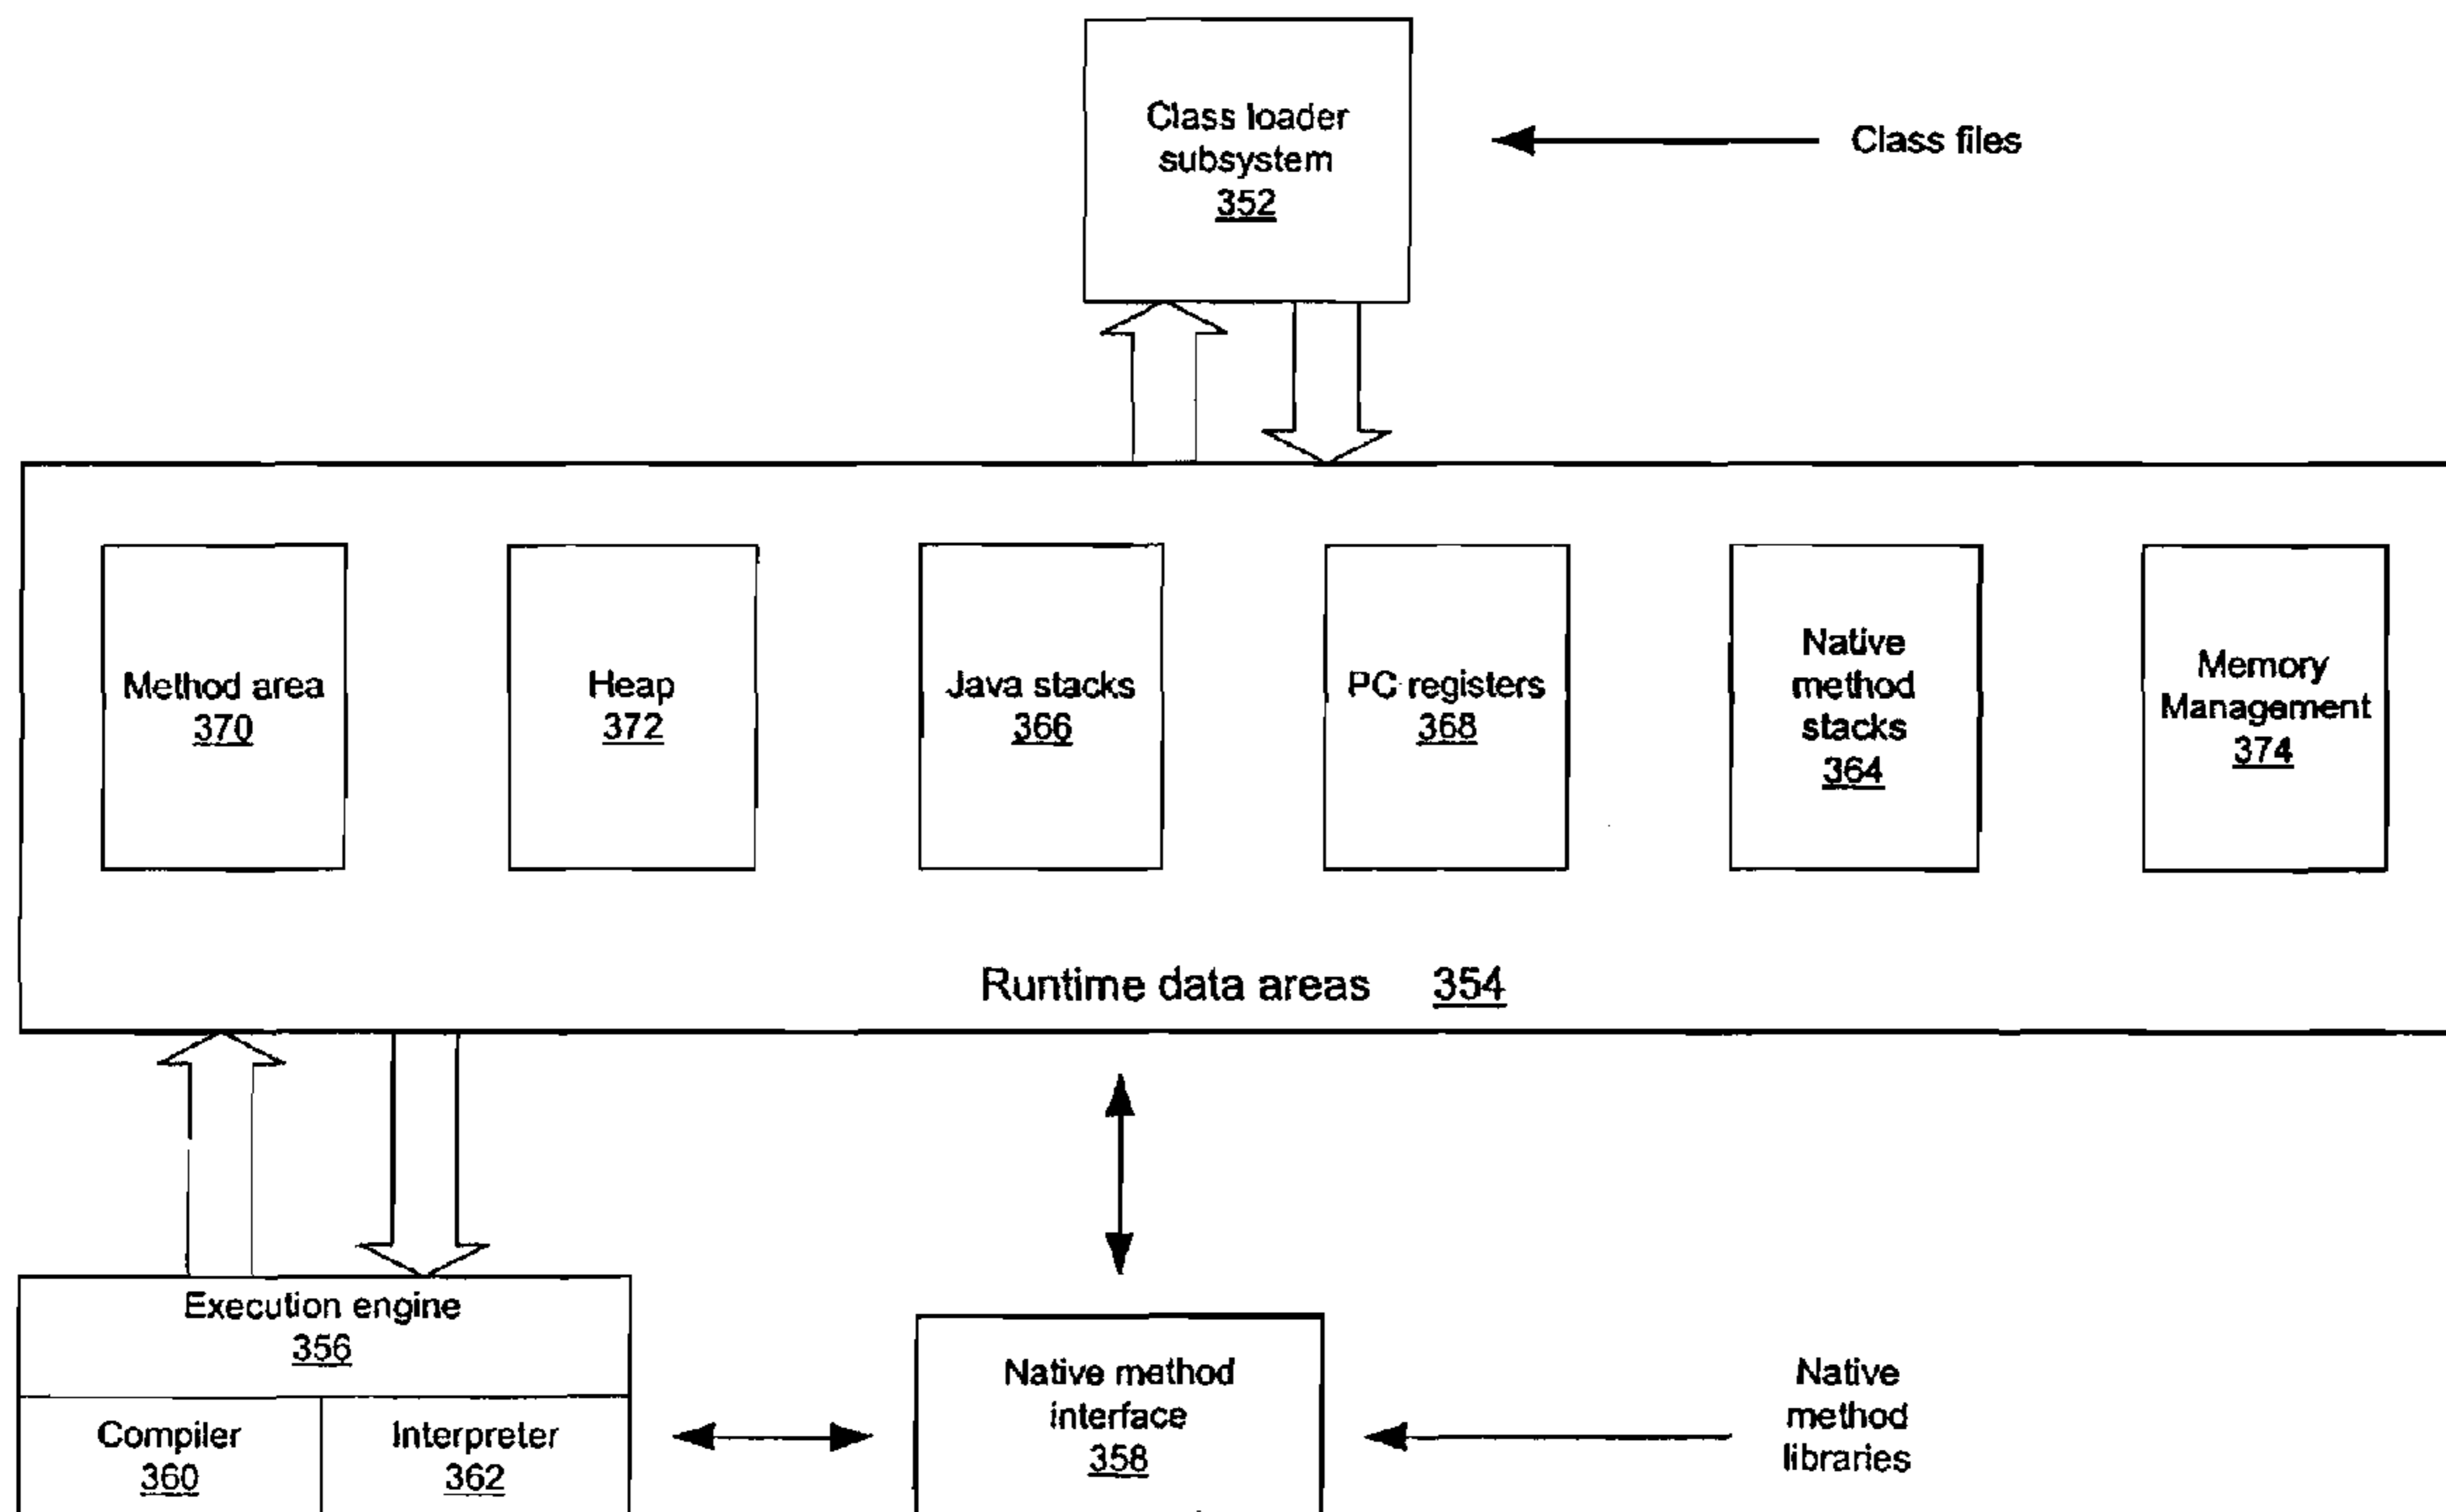 Class loader
subsystem
352
Class files
Method area
370
Heap
372
Java stacks
366
PC registers
368
Native
method
stacks
364
Memory
Management
374
Runtime data areas 354
Execution engine
356
Compiler
360
Interpreter
362
Native method
interface
358
Native
method
libraries